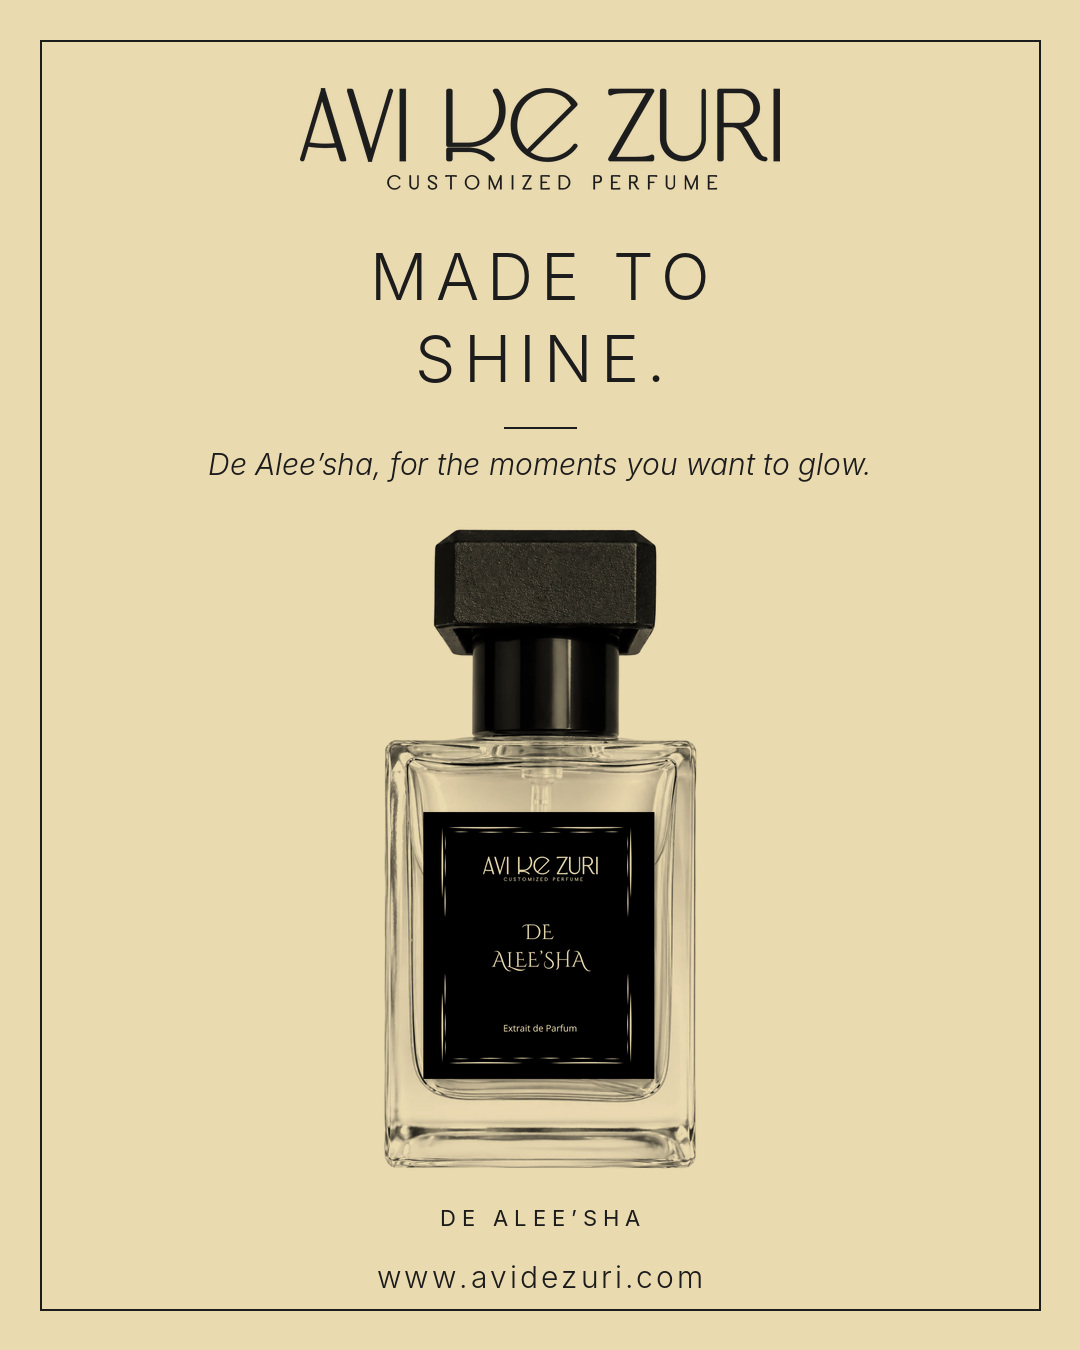 AVI De ZURI
CUSTOMIZED PERFUME
MADE TO
SHINE.
De Alee’sha, for the moments you want to glow.
AVI De ZURI
CUSTOMIZED PERFUME
DE
ALEE’SHA
Extrait de Parfum
DE ALEE’SHA
www.avidezuri.com